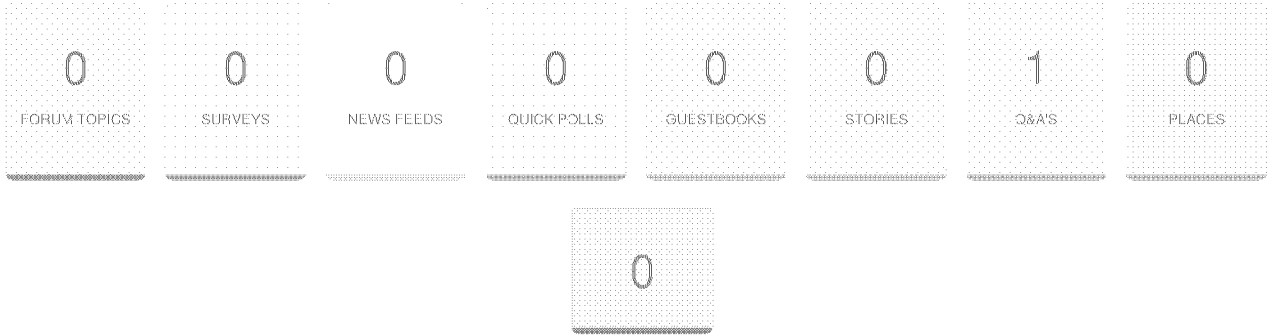 0 0 0 0 0 0 1 0
FORUM TOPICS SURVEYS NEWS FEEDS QUICK POLLS GUESTBOOKS STORIES Q&A'S PLACES
0